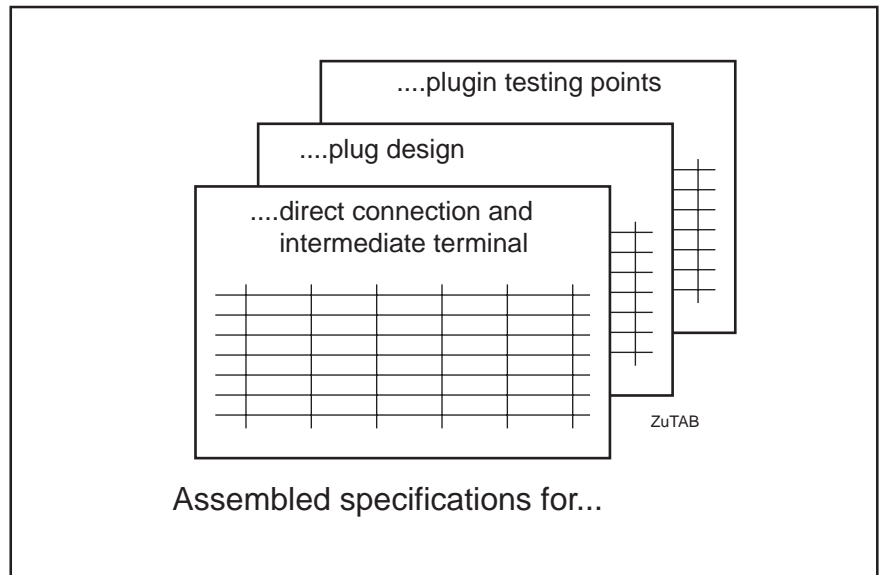 ....plugin testing points
....plug design
....direct connection and
intermediate terminal
ZuTAB
Assembled specifications for...